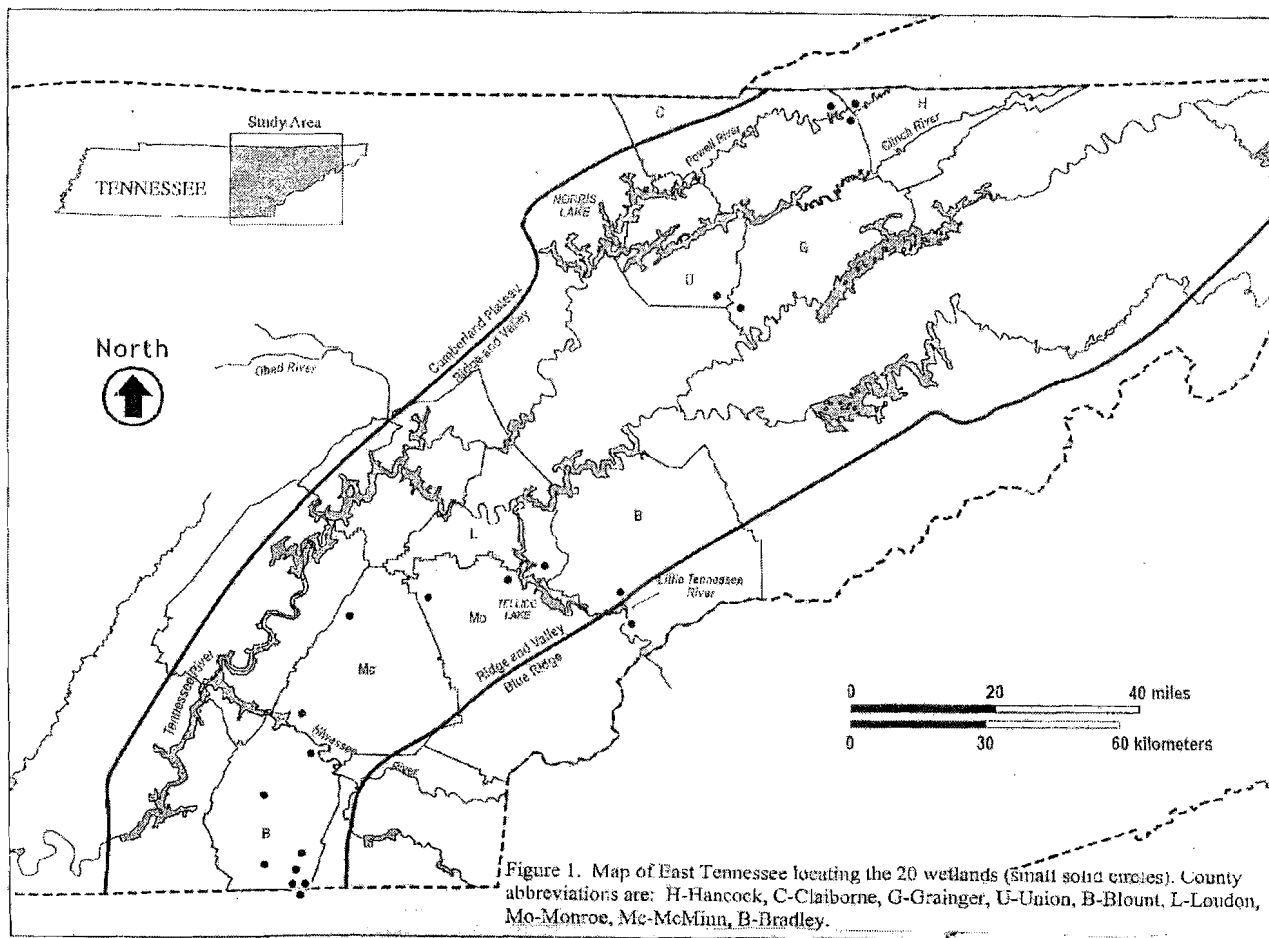 Study Area
TENNESSEE
North
C
H
Powell River
Clinch River
NORRIS
LAKE
G
U
Cumberland Plateau
Ridge and Valley
Obed River
B
L
Little Tennessee
River
TELLICO
LAKE
Mo
Ridge and Valley
Blue Ridge
Mc
Tennessee River
Hiwassee
River
B
0 20 40 miles
0 30 60 kilometers
Figure 1. Map of East Tennessee locating the 20 wetlands (small solid circles). County
abbreviations are: H-Hancock, C-Claiborne, G-Grainger, U-Union, B-Blount, L-Loudon,
Mo-Monroe, Mc-McMinn, B-Bradley.